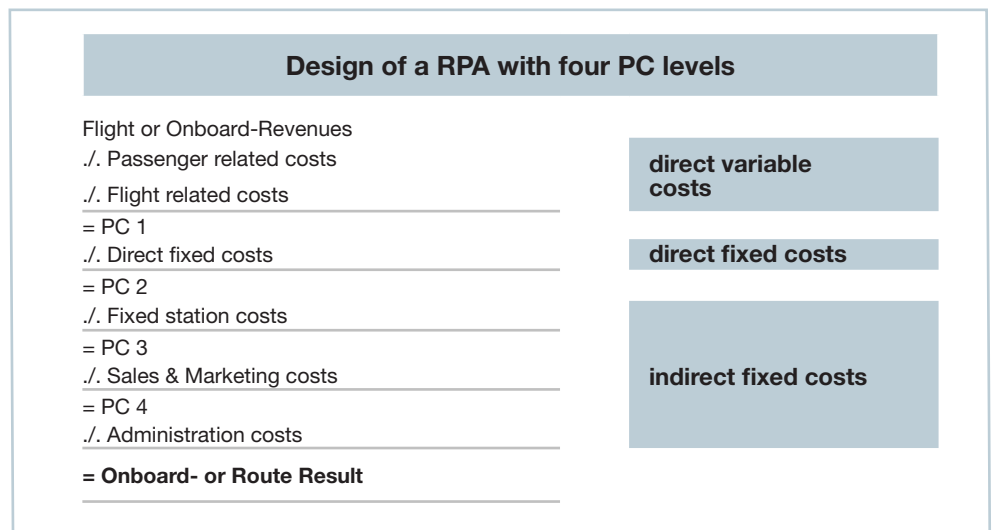 Design of a RPA with four PC levels
Flight or Onboard-Revenues
./. Passenger related costs
./. Flight related costs
= PC 1
./. Direct fixed costs
= PC 2
./. Fixed station costs
= PC 3
./. Sales & Marketing costs
= PC 4
./. Administration costs
= Onboard- or Route Result
direct variable
costs
direct fixed costs
indirect fixed costs